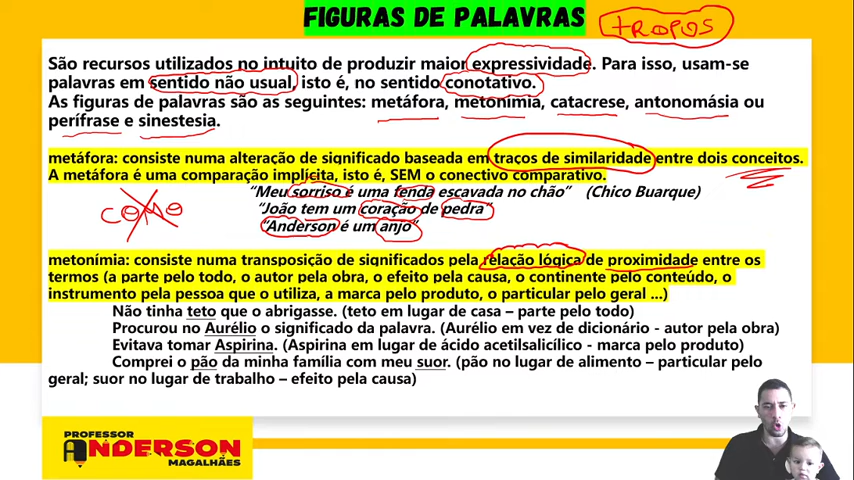 FIGURAS DE PALAVRAS
TROPOS
São recursos utilizados no intuito de produzir maior expressividade. Para isso, usam-se
palavras em sentido não usual, isto é, no sentido conotativo.
As figuras de palavras são as seguintes: metáfora, metonímia, catacrese, antonomásia ou
perífrase e sinestesia.
metáfora: consiste numa alteração de significado baseada em traços de similaridade entre dois conceitos.
A metáfora é uma comparação implícita, isto é, SEM o conectivo comparativo.
"Meu sorriso é uma fenda escavada no chão" (Chico Buarque)
COMO
"João tem um coração de pedra"
"Anderson é um anjo"
metonímia: consiste numa transposição de significados pela relação lógica de proximidade entre os
termos (a parte pelo todo, o autor pela obra, o efeito pela causa, o continente pelo conteúdo, o
instrumento pela pessoa que o utiliza, a marca pelo produto, o particular pelo geral ...)
Não tinha teto que o abrigasse. (teto em lugar de casa – parte pelo todo)
Procurou no Aurélio o significado da palavra. (Aurélio em vez de dicionário - autor pela obra)
Evitava tomar Aspirina. (Aspirina em lugar de ácido acetilsalicílico - marca pelo produto)
Comprei o pão da minha família com meu suor. (pão no lugar de alimento – particular pelo
geral; suor no lugar de trabalho – efeito pela causa)
PROFESSOR
ANDERSON
MAGALHÃES